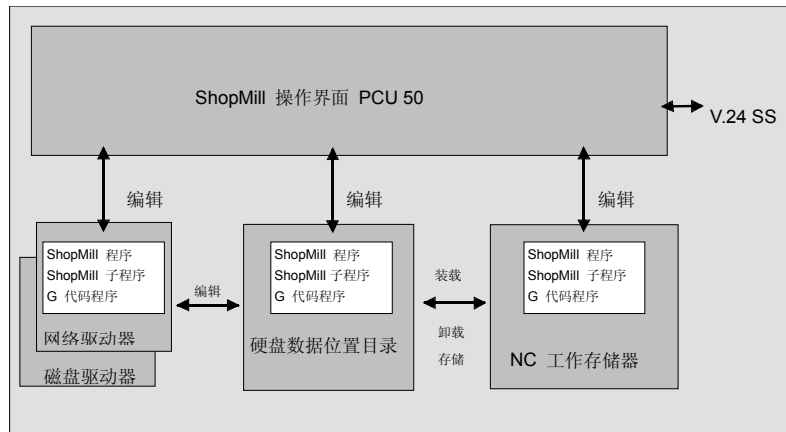 ShopMill 操作界面 PCU 50
V.24 SS
编辑
编辑
编辑
ShopMill 程序
ShopMill 子程序
G 代码程序
网络驱动器
磁盘驱动器
编辑
ShopMill 程序
ShopMill 子程序
G 代码程序
硬盘数据位置目录
装载
卸载
存储
ShopMill 程序
ShopMill 子程序
G 代码程序
NC 工作存储器